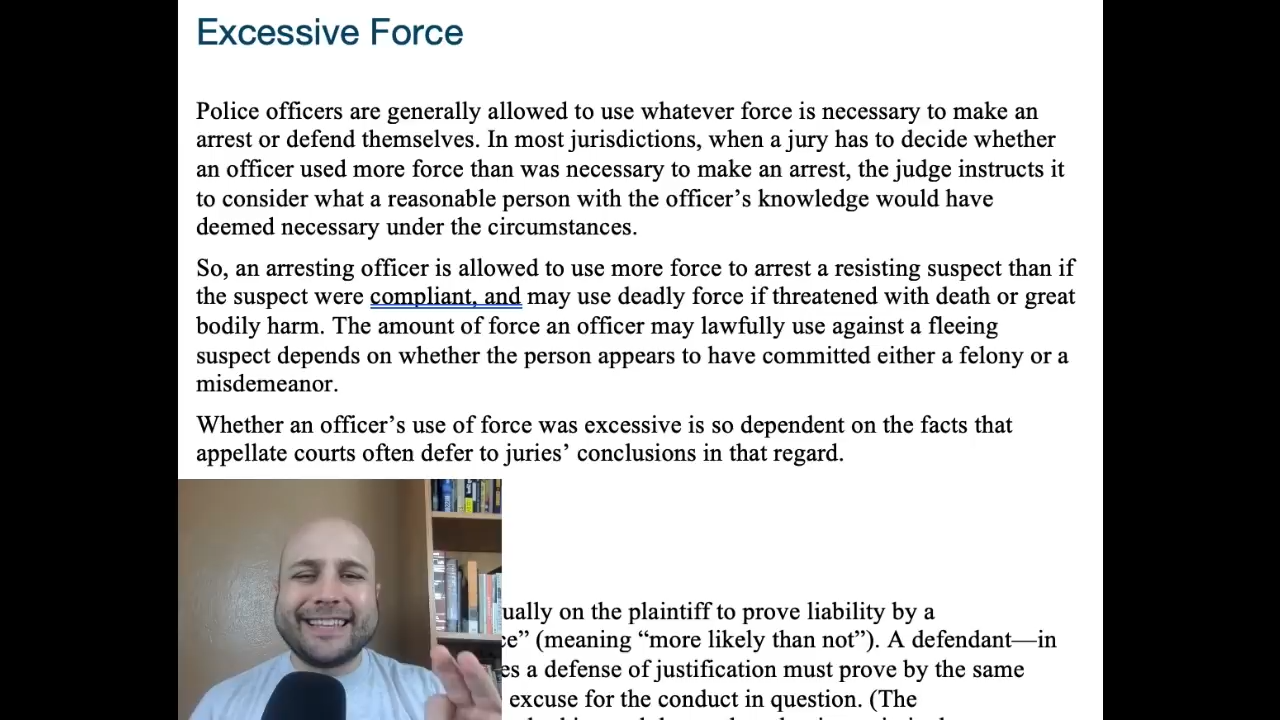 Excessive Force
Police officers are generally allowed to use whatever force is necessary to make an
arrest or defend themselves. In most jurisdictions, when a jury has to decide whether
an officer used more force than was necessary to make an arrest, the judge instructs it
to consider what a reasonable person with the officer’s knowledge would have
deemed necessary under the circumstances.
So, an arresting officer is allowed to use more force to arrest a resisting suspect than if
the suspect were compliant, and may use deadly force if threatened with death or great
bodily harm. The amount of force an officer may lawfully use against a fleeing
suspect depends on whether the person appears to have committed either a felony or a
misdemeanor.
Whether an officer’s use of force was excessive is so dependent on the facts that
appellate courts often defer to juries’ conclusions in that regard.
ually on the plaintiff to prove liability by a
ce” (meaning “more likely than not”). A defendant—in
es a defense of justification must prove by the same
excuse for the conduct in question. (The